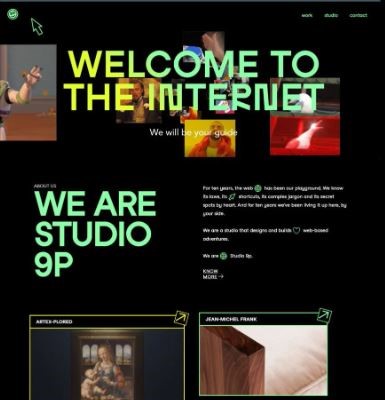 work studio contact
WELCOME TO
THE INTERNET
We will be your guide
ABOUT US
WE ARE
STUDIO
9P
For ten years, the web has been our playground. We know
its laws, its shortcuts, its complex jargon and its secret
spots by heart. And for ten years we've been living it up here, by
your side.
We are a studio that designs and builds web-based
adventures.
We are Studio 9p.
KNOW
MORE
ARTEX-PLORED
JEAN-MICHEL FRANK